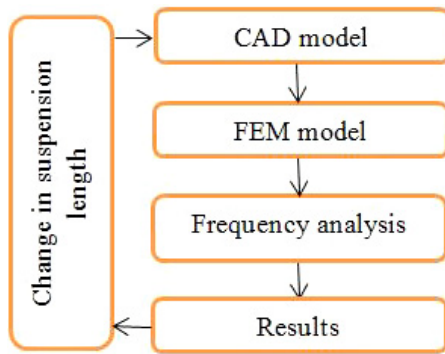 Change in suspension
length
CAD model
FEM model
Frequency analysis
Results